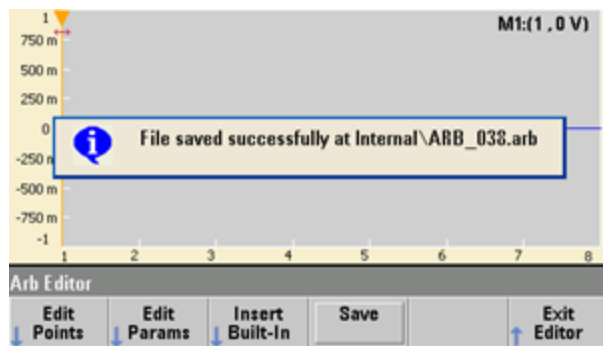 1
M1:(1 , 0 V)
750 m
500 m
250 m
0
File saved successfully at Internal\ARB_038.arb
-250 m
-500 m
-750 m
-1
1 2 3 4 5 6 7 8
Arb Editor
Edit Points
Edit Params
Insert Built-In
Save
Exit Editor